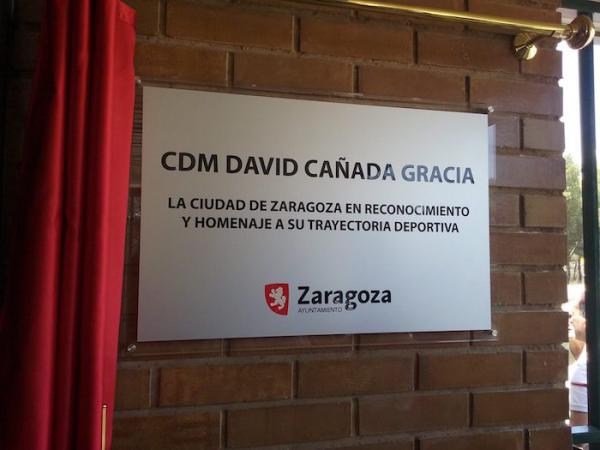 CDM DAVID CAÑADA GRACIA
LA CIUDAD DE ZARAGOZA EN RECONOCIMIENTO
Y HOMENAJE A SU TRAYECTORIA DEPORTIVA
Zaragoza
AYUNTAMIENTO